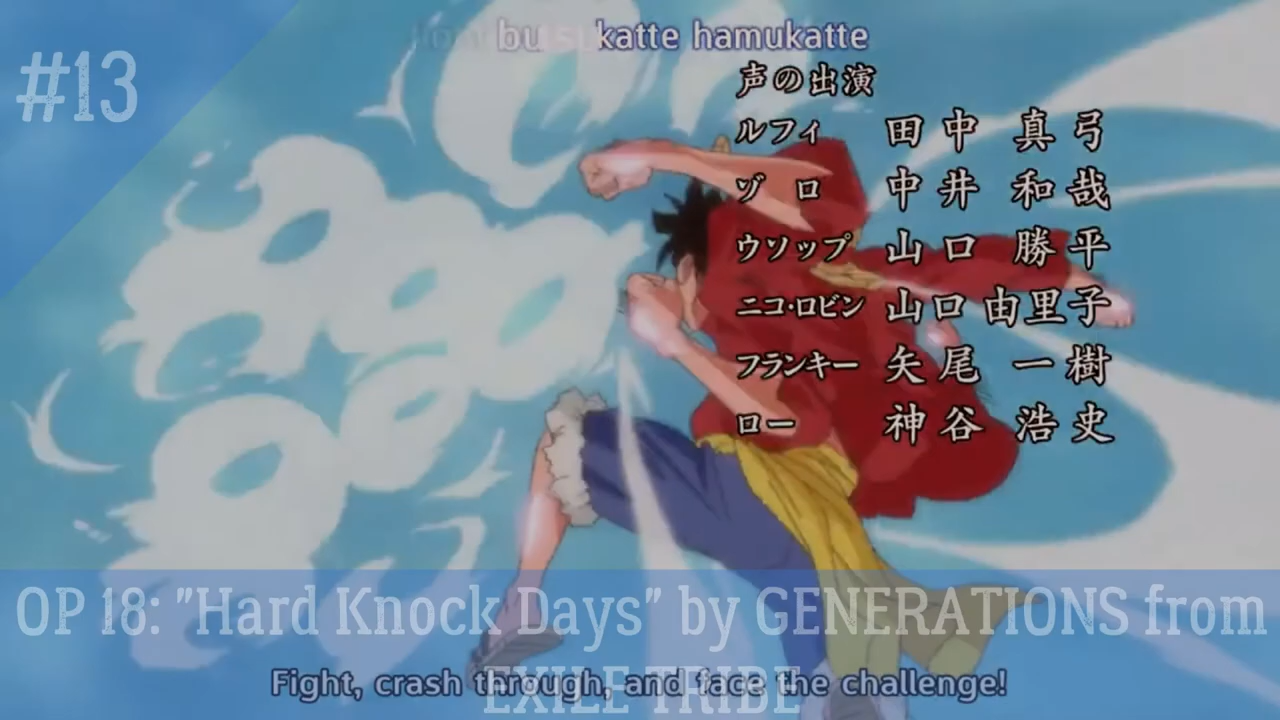 butsukatte hamukatte
#13
声の出演
ルフィ 田中 真弓
ゾロ 中井 和哉
ウソップ 山口 勝平
ニコ・ロビン 山口 由里子
フランキー 矢尾 一樹
ロー 神谷 浩史
OP 18: "Hard Knock Days" by GENERATIONS from
EXILE TRIBE
Fight, crash through, and face the challenge!